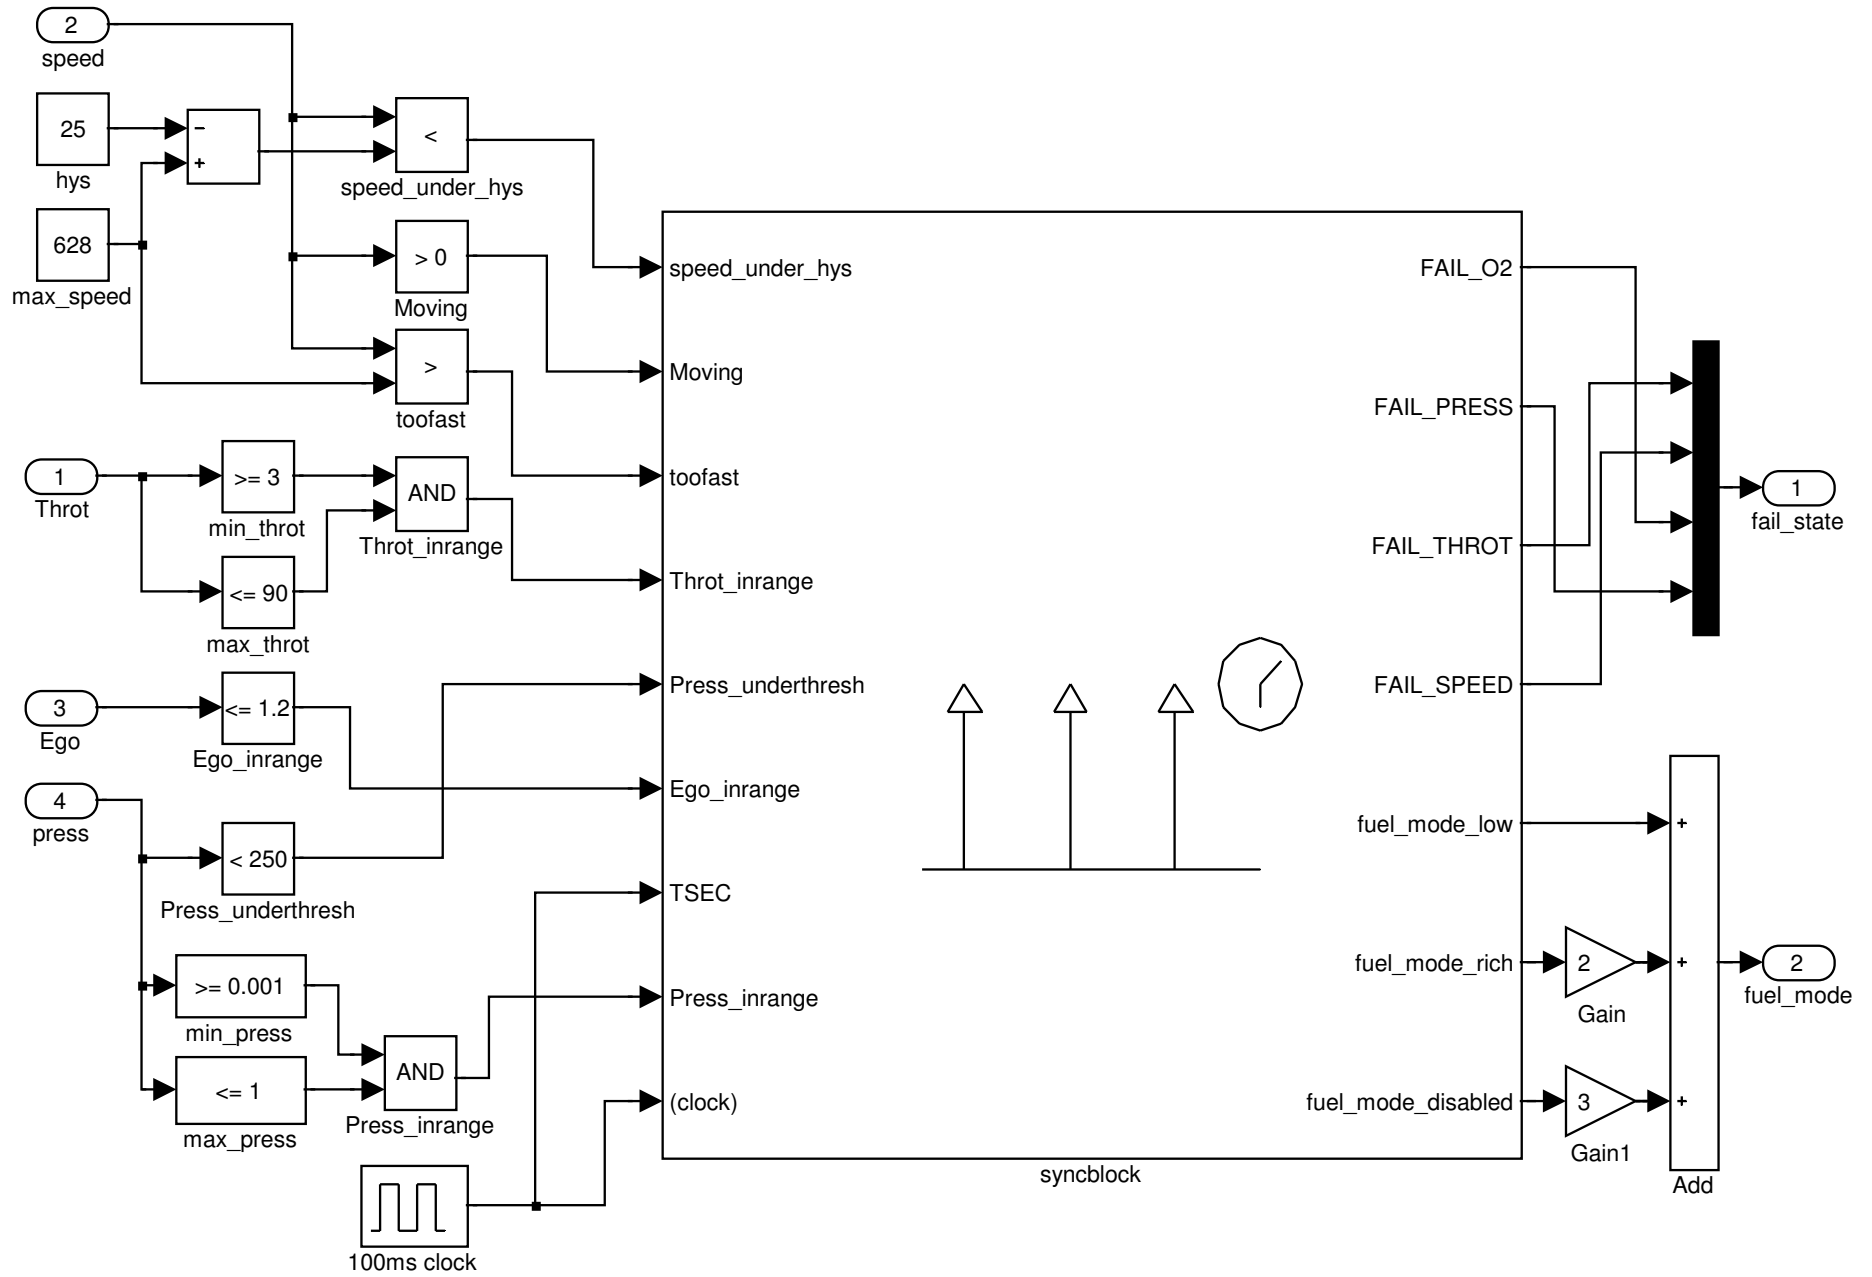 2
speed
25
hys
−
+
628
max_speed
<
speed_under_hys
> 0
Moving
>
toofast
1
Throt
>= 3
min_throt
<= 90
max_throt
AND
Throt_inrange
3
Ego
<= 1.2
Ego_inrange
4
press
< 250
Press_underthresh
>= 0.001
min_press
<= 1
max_press
AND
Press_inrange
100ms clock
speed_under_hys
Moving
toofast
Throt_inrange
Press_underthresh
Ego_inrange
TSEC
Press_inrange
(clock)
FAIL_O2
FAIL_PRESS
FAIL_THROT
FAIL_SPEED
fuel_mode_low
fuel_mode_rich
fuel_mode_disabled
syncblock
2
Gain
3
Gain1
+
+
+
Add
1
fail_state
2
fuel_mode